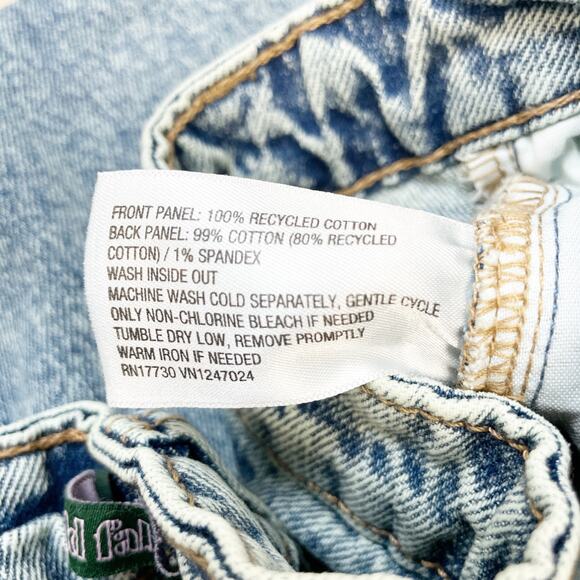 FRONT PANEL: 100% RECYCLED COTTON
BACK PANEL: 99% COTTON (80% RECYCLED
COTTON) / 1% SPANDEX
WASH INSIDE OUT
MACHINE WASH COLD SEPARATELY, GENTLE CYCLE
ONLY NON-CHLORINE BLEACH IF NEEDED
TUMBLE DRY LOW, REMOVE PROMPTLY
WARM IRON IF NEEDED
RN17730 VN1247024